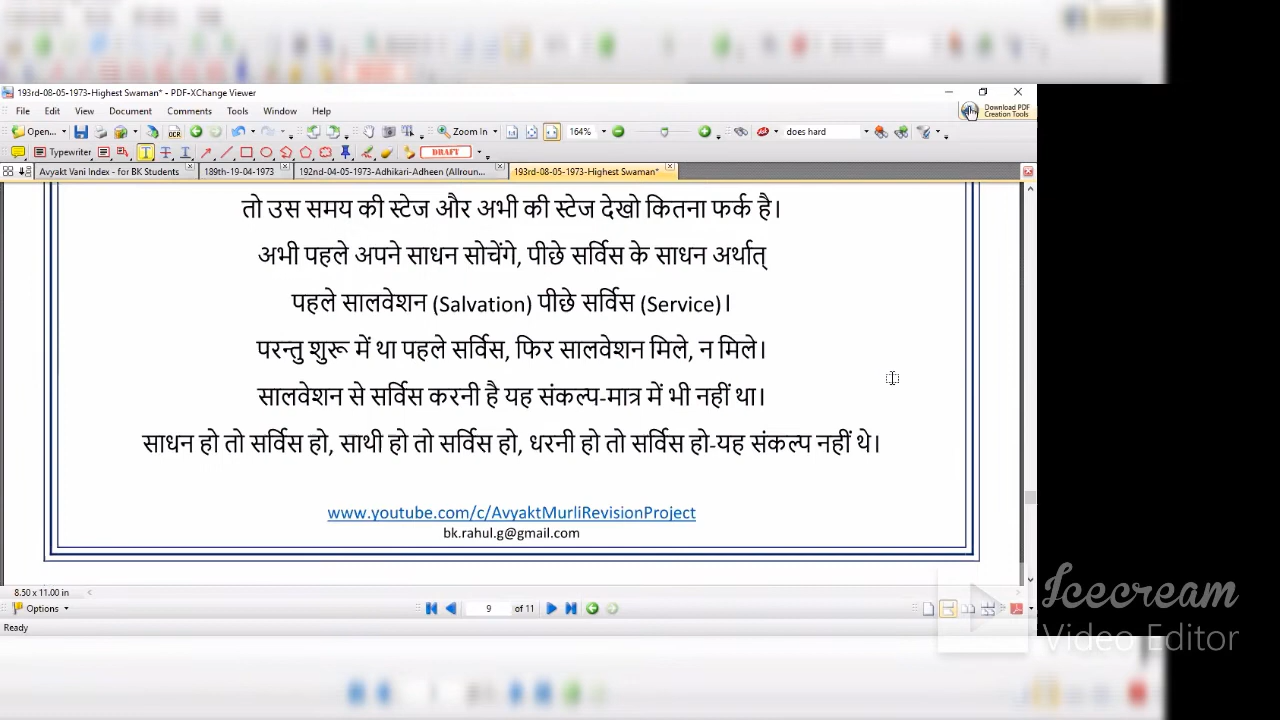 193rd-08-05-1973-Highest Swaman* - PDF-XChange Viewer
File Edit View Document Comments Tools Window Help
Download PDF
Creation Tools
Open... OCR Zoom In 164% does hard
Typewriter DRAFT
Avyakt Vani Index - for BK Students 189th-19-04-1973 192nd-04-05-1973-Adhikari-Adheen (Allroun... 193rd-08-05-1973-Highest Swaman*
तो उस समय की स्टेज और अभी की स्टेज देखो कितना फर्क है।
अभी पहले अपने साधन सोचेंगे, पीछे सर्विस के साधन अर्थात्
पहले सालवेशन (Salvation) पीछे सर्विस (Service)।
परन्तु शुरू में था पहले सर्विस, फिर सालवेशन मिले, न मिले।
सालवेशन से सर्विस करनी है यह संकल्प-मात्र में भी नहीं था।
साधन हो तो सर्विस हो, साथी हो तो सर्विस हो, धरनी हो तो सर्विस हो-यह संकल्प नहीं थे।
www.youtube.com/c/AvyaktMurliRevisionProject
bk.rahul.g@gmail.com
8.50 x 11.00 in
Options 9 of 11
Ready
Icecream
Video Editor